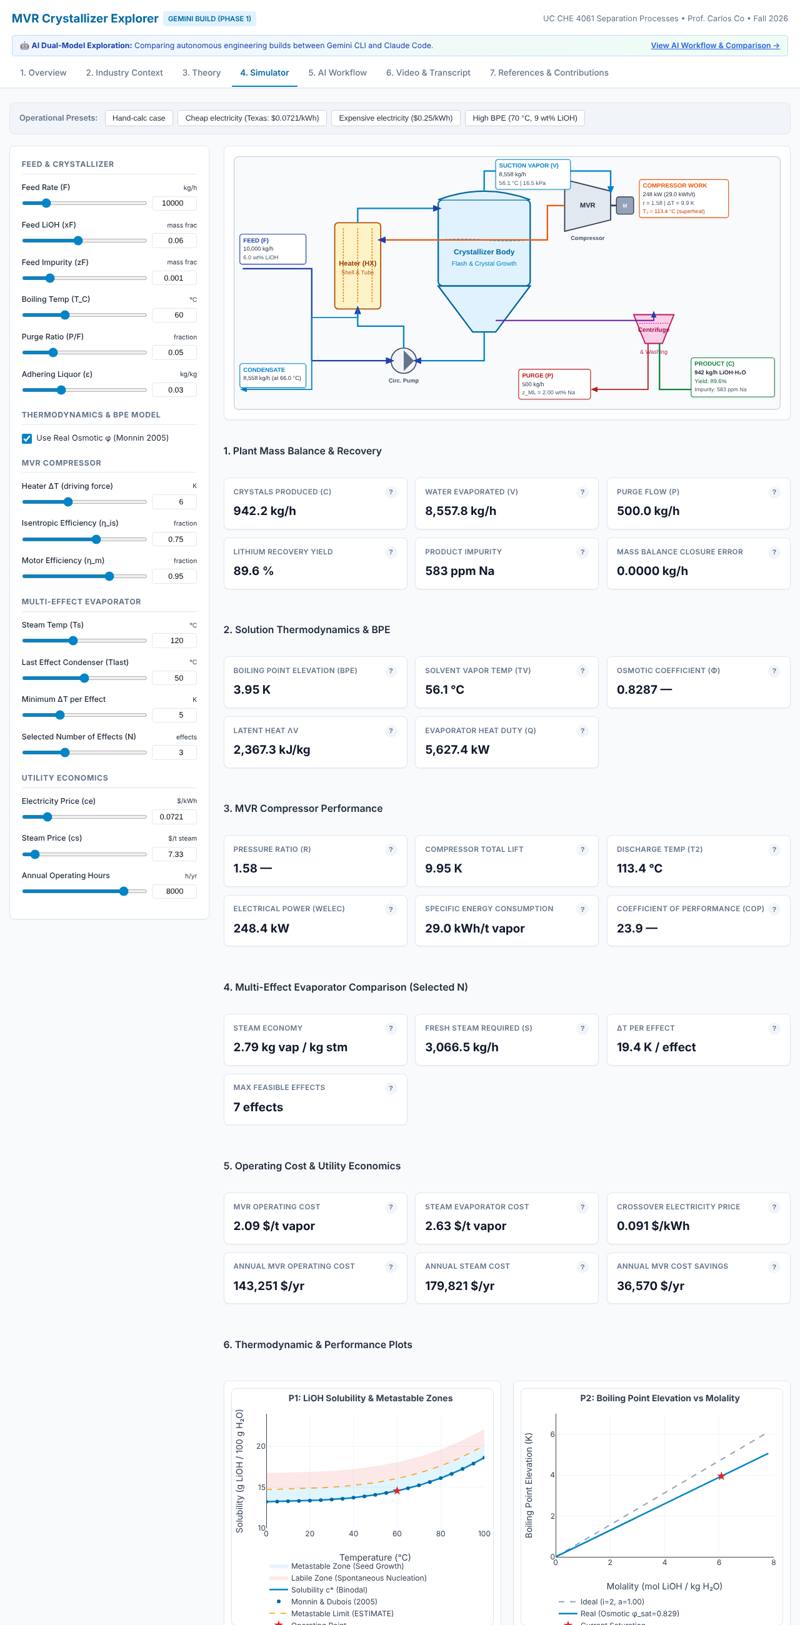 MVR Crystallizer Explorer GEMINI BUILD (PHASE 1) UC CHE 4061 Separation Processes • Prof. Carlos Co • Fall 2026
🤖 AI Dual-Model Exploration: Comparing autonomous engineering builds between Gemini CLI and Claude Code. View AI Workflow & Comparison →
1. Overview 2. Industry Context 3. Theory 4. Simulator 5. AI Workflow 6. Video & Transcript 7. References & Contributions
Operational Presets: Hand-calc case Cheap electricity (Texas: $0.0721/kWh) Expensive electricity ($0.25/kWh) High BPE (70 °C, 9 wt% LiOH)
FEED & CRYSTALLIZER
Feed Rate (F) kg/h
10000
Feed LiOH (xF) mass frac
0.06
Feed Impurity (zF) mass frac
0.001
Boiling Temp (T_C) °C
60
Purge Ratio (P/F) fraction
0.05
Adhering Liquor (ε) kg/kg
0.03
THERMODYNAMICS & BPE MODEL
Use Real Osmotic φ (Monnin 2005)
MVR COMPRESSOR
Heater ΔT (driving force) K
6
Isentropic Efficiency (η_is) fraction
0.75
Motor Efficiency (η_m) fraction
0.95
MULTI-EFFECT EVAPORATOR
Steam Temp (Ts) °C
120
Last Effect Condenser (Tlast) °C
50
Minimum ΔT per Effect K
5
Selected Number of Effects (N) effects
3
UTILITY ECONOMICS
Electricity Price (ce) $/kWh
0.0721
Steam Price (cs) $/t steam
7.33
Annual Operating Hours h/yr
8000
SUCTION VAPOR (V)
8,558 kg/h
56.1 °C | 16.5 kPa
COMPRESSOR WORK
248 kW (29.0 kWh/t)
r = 1.58 | ΔT = 9.9 K
T₂ = 113.4 °C (superheat)
MVR
M
Compressor
FEED (F)
10,000 kg/h
6.0 wt% LiOH
Heater (HX)
Shell & Tube
Crystallizer Body
Flash & Crystal Growth
Centrifuge
& Washing
CONDENSATE
8,558 kg/h (at 66.0 °C)
Circ. Pump
PURGE (P)
500 kg/h
z_ML = 2.00 wt% Na
PRODUCT (C)
942 kg/h LiOH·H₂O
Yield: 89.6%
Impurity: 583 ppm Na
1. Plant Mass Balance & Recovery
CRYSTALS PRODUCED (C) ?
942.2 kg/h
WATER EVAPORATED (V) ?
8,557.8 kg/h
PURGE FLOW (P) ?
500.0 kg/h
LITHIUM RECOVERY YIELD ?
89.6 %
PRODUCT IMPURITY ?
583 ppm Na
MASS BALANCE CLOSURE ERROR ?
0.0000 kg/h
2. Solution Thermodynamics & BPE
BOILING POINT ELEVATION (BPE) ?
3.95 K
SOLVENT VAPOR TEMP (TV) ?
56.1 °C
OSMOTIC COEFFICIENT (Φ) ?
0.8287 —
LATENT HEAT ΛV ?
2,367.3 kJ/kg
EVAPORATOR HEAT DUTY (Q) ?
5,627.4 kW
3. MVR Compressor Performance
PRESSURE RATIO (R) ?
1.58 —
COMPRESSOR TOTAL LIFT ?
9.95 K
DISCHARGE TEMP (T2) ?
113.4 °C
ELECTRICAL POWER (WELEC) ?
248.4 kW
SPECIFIC ENERGY CONSUMPTION ?
29.0 kWh/t vapor
COEFFICIENT OF PERFORMANCE (COP) ?
23.9 —
4. Multi-Effect Evaporator Comparison (Selected N)
STEAM ECONOMY ?
2.79 kg vap / kg stm
FRESH STEAM REQUIRED (S) ?
3,066.5 kg/h
ΔT PER EFFECT ?
19.4 K / effect
MAX FEASIBLE EFFECTS ?
7 effects
5. Operating Cost & Utility Economics
MVR OPERATING COST ?
2.09 $/t vapor
STEAM EVAPORATOR COST ?
2.63 $/t vapor
CROSSOVER ELECTRICITY PRICE ?
0.091 $/kWh
ANNUAL MVR OPERATING COST ?
143,251 $/yr
ANNUAL STEAM COST ?
179,821 $/yr
ANNUAL MVR COST SAVINGS ?
36,570 $/yr
6. Thermodynamic & Performance Plots
P1: LiOH Solubility & Metastable Zones
Solubility (g LiOH / 100 g H₂O)
20
15
10
0 20 40 60 80 100
Temperature (°C)
Metastable Zone (Seed Growth)
Labile Zone (Spontaneous Nucleation)
Solubility c* (Binodal)
Monnin & Dubois (2005)
Metastable Limit (ESTIMATE)
Operating Point
P2: Boiling Point Elevation vs Molality
Boiling Point Elevation (K)
6
4
2
0
0 2 4 6 8
Molality (mol LiOH / kg H₂O)
Ideal (i=2, a=1.00)
Real (Osmotic φ_sat=0.829)
Current Saturation